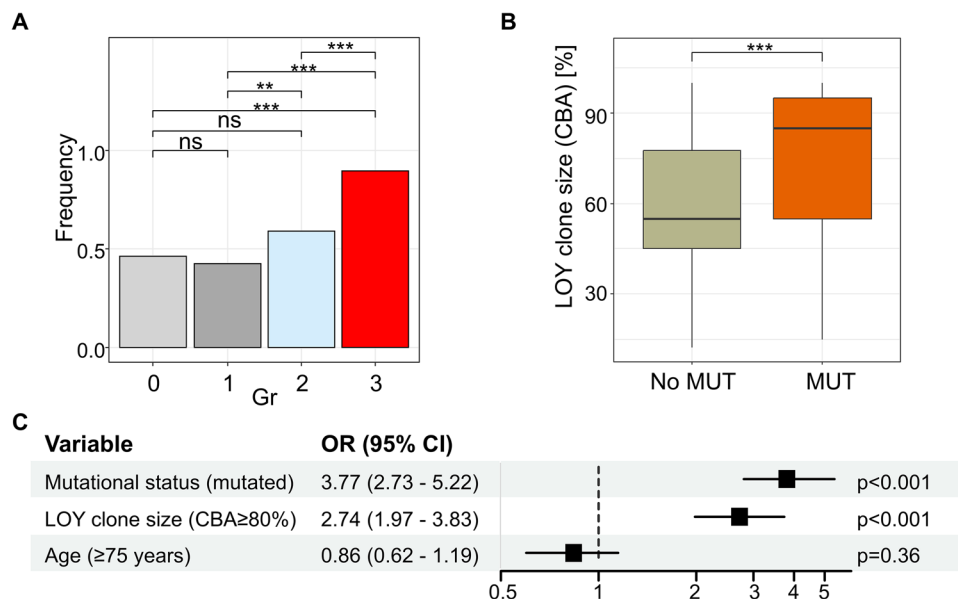 A
***
***
**
***
ns
ns
Frequency
1.0
0.5
0.0
0 1 2 3
Gr
B
***
LOY clone size (CBA) [%]
90
60
30
No MUT MUT
C
Variable OR (95% CI)
Mutational status (mutated) 3.77 (2.73 - 5.22) p<0.001
LOY clone size (CBA≥80%) 2.74 (1.97 - 3.83) p<0.001
Age (≥75 years) 0.86 (0.62 - 1.19) p=0.36
0.5 1 2 3 4 5